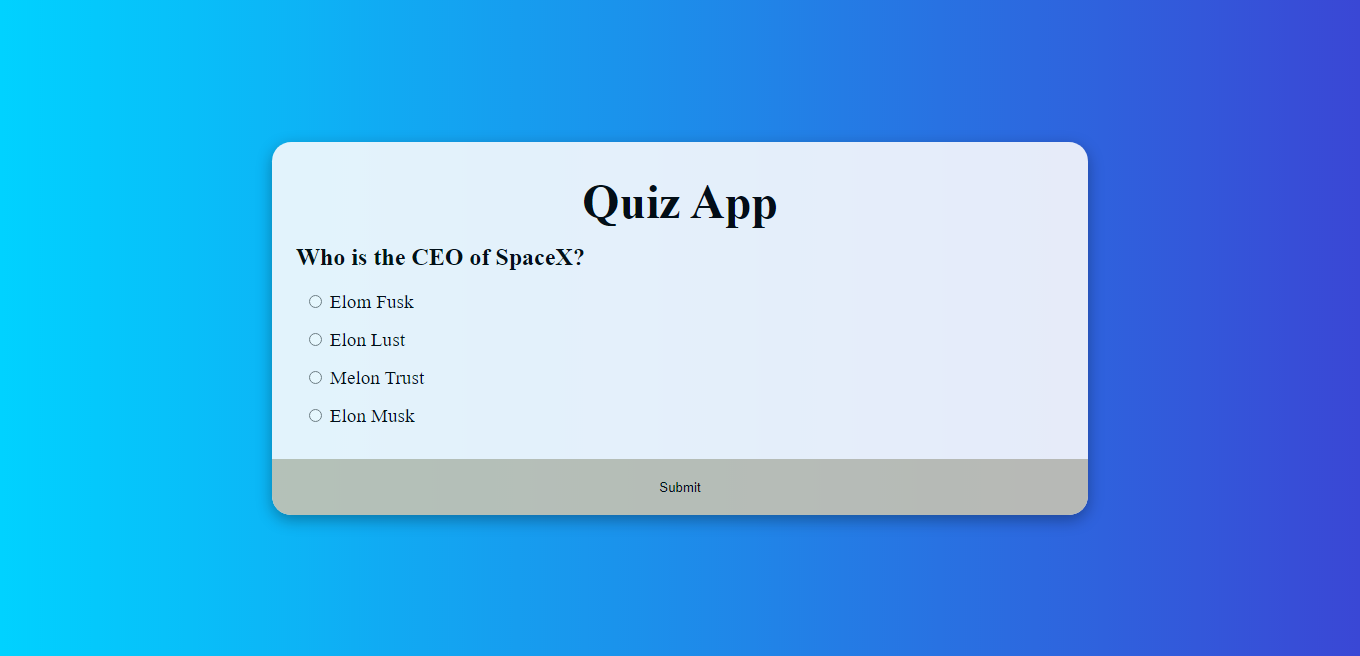 Quiz App
Who is the CEO of SpaceX?
Elom Fusk
Elon Lust
Melon Trust
Elon Musk
Submit